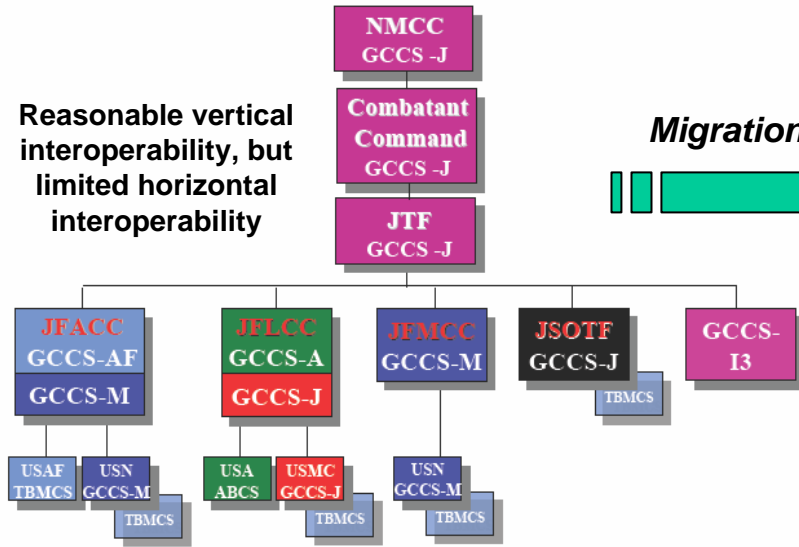 NMCC
GCCS -J
Combatant
Command
GCCS -J
JTF
GCCS -J
Reasonable vertical
interoperability, but
limited horizontal
interoperability
Migration
JFACC
GCCS-AF
GCCS-M
JFLCC
GCCS-A
GCCS-J
JFMCC
GCCS-M
JSOTF
GCCS-J
TBMCS
GCCS-
I3
USAF
TBMCS
USN
GCCS-M
TBMCS
USA
ABCS
USMC
GCCS-J
TBMCS
USN
GCCS-M
TBMCS